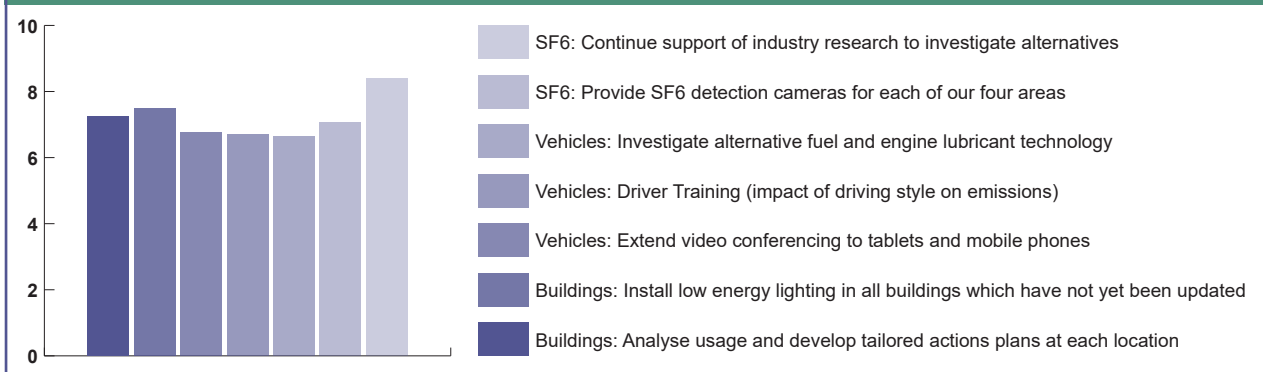 10
8
6
4
2
0
SF6: Continue support of industry research to investigate alternatives
SF6: Provide SF6 detection cameras for each of our four areas
Vehicles: Investigate alternative fuel and engine lubricant technology
Vehicles: Driver Training (impact of driving style on emissions)
Vehicles: Extend video conferencing to tablets and mobile phones
Buildings: Install low energy lighting in all buildings which have not yet been updated
Buildings: Analyse usage and develop tailored actions plans at each location